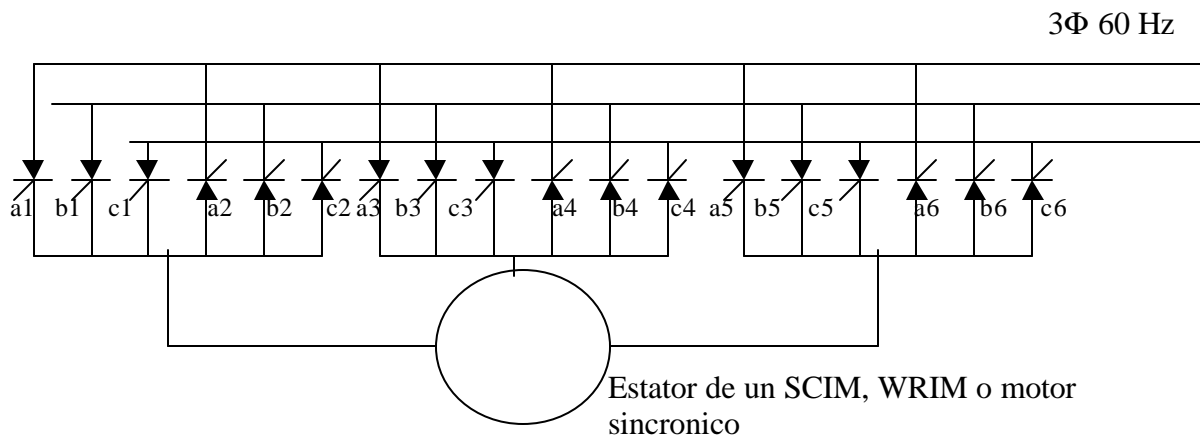 3Φ 60 Hz
a1 b1 c1 a2 b2 c2 a3 b3 c3 a4 b4 c4 a5 b5 c5 a6 b6 c6
Estator de un SCIM, WRIM o motor
sincronico